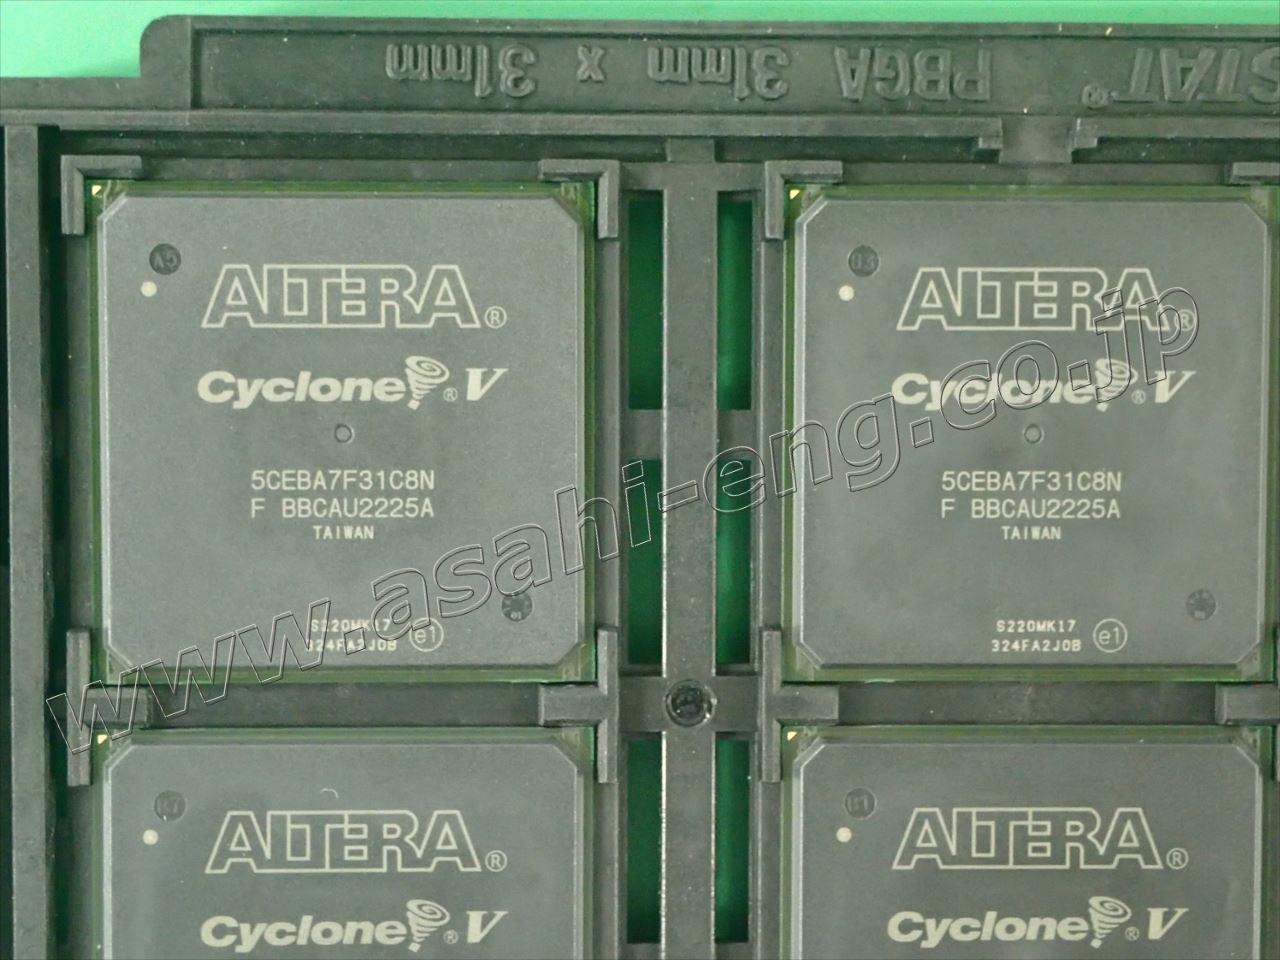 STAT® PBGA 31mm x 31mm
ALTERA®
Cyclone® V
5CEBA7F31C8N
F BBCAU2225A
TAIWAN
S220MK17
324FA2J0B
e1
ALTERA®
Cyclone® V
5CEBA7F31C8N
F BBCAU2225A
TAIWAN
S220MK17
324FA2J0B
e1
www.asahi-eng.co.jp
ALTERA®
Cyclone® V
ALTERA®
Cyclone® V